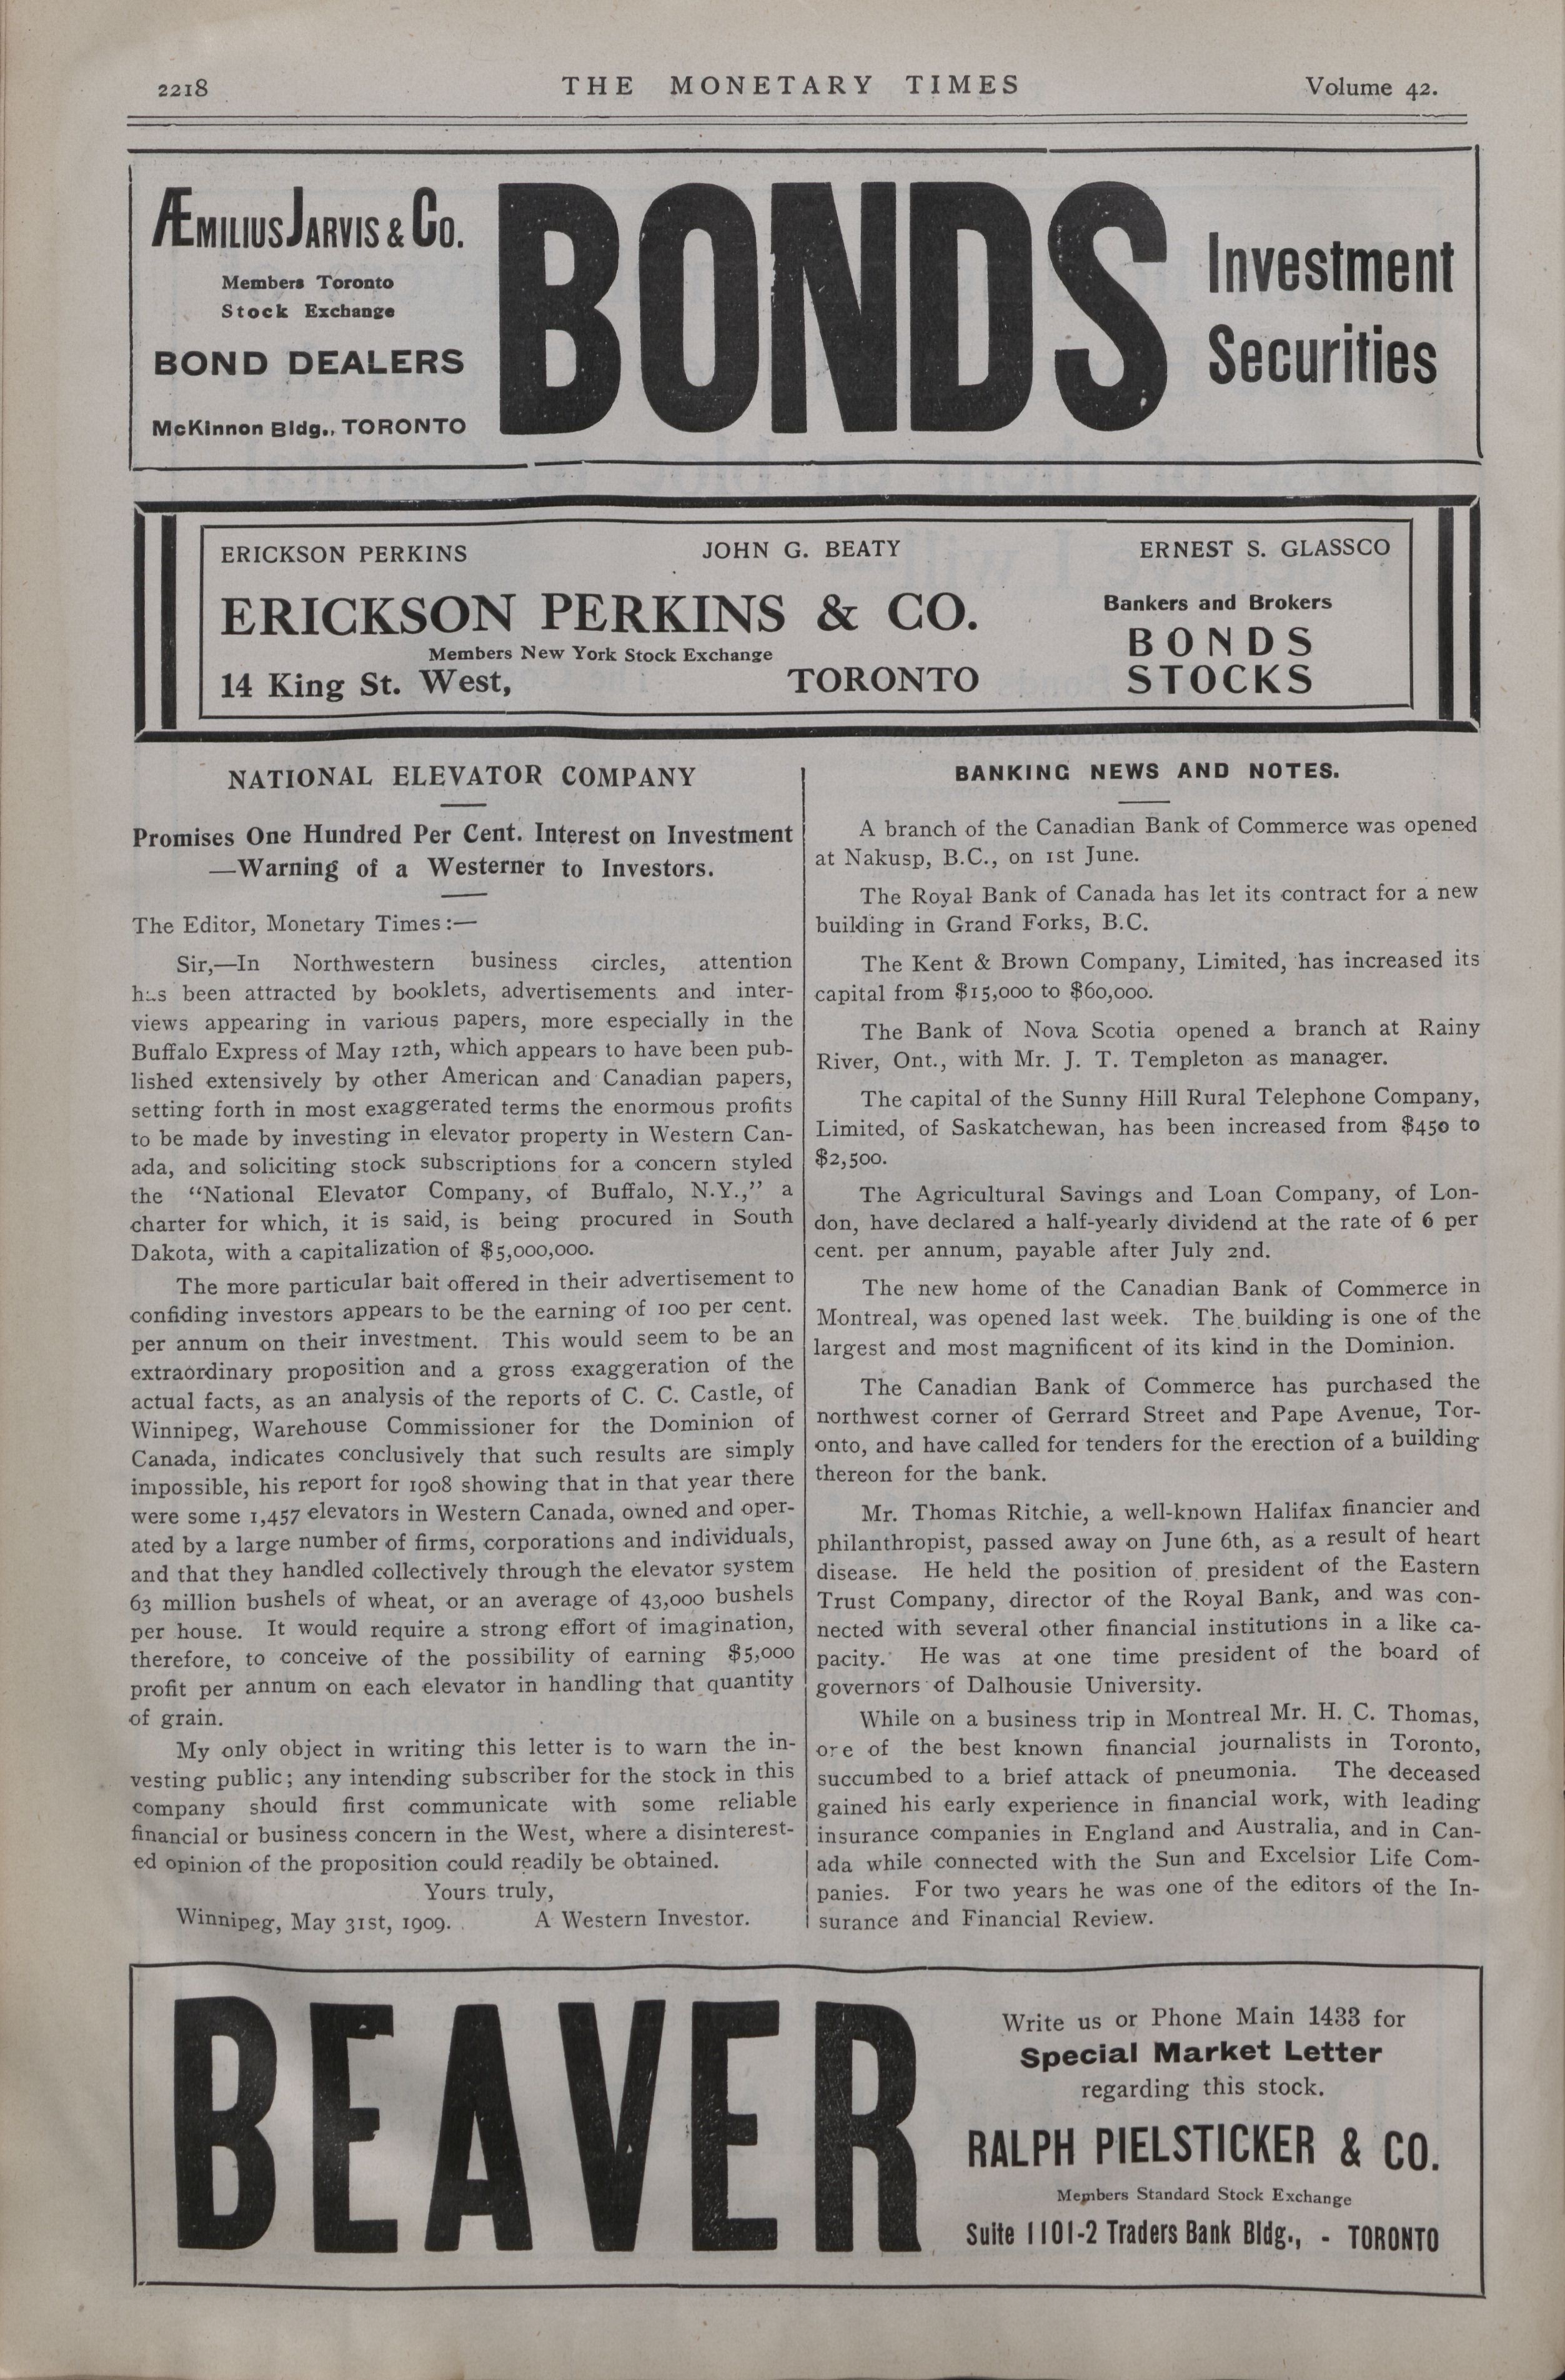 2218 THE MONETARY TIMES Volume 42.
ÆMILIUS JARVIS & CO.
Members Toronto
Stock Exchange
BOND DEALERS
McKinnon Bldg., TORONTO
BONDS
Investment
Securities
ERICKSON PERKINS JOHN G. BEATY ERNEST S. GLASSCO
ERICKSON PERKINS & CO.
Members New York Stock Exchange
14 King St. West, TORONTO
Bankers and Brokers
BONDS
STOCKS
NATIONAL ELEVATOR COMPANY
Promises One Hundred Per Cent. Interest on Investment
—Warning of a Westerner to Investors.
The Editor, Monetary Times:—
Sir,—In Northwestern business circles, attention
has been attracted by booklets, advertisements and inter-
views appearing in various papers, more especially in the
Buffalo Express of May 12th, which appears to have been pub-
lished extensively by other American and Canadian papers,
setting forth in most exaggerated terms the enormous profits
to be made by investing in elevator property in Western Can-
ada, and soliciting stock subscriptions for a concern styled
the “National Elevator Company, of Buffalo, N.Y.,” a
charter for which, it is said, is being procured in South
Dakota, with a capitalization of $5,000,000.
The more particular bait offered in their advertisement to
confiding investors appears to be the earning of 100 per cent.
per annum on their investment. This would seem to be an
extraordinary proposition and a gross exaggeration of the
actual facts, as an analysis of the reports of C. C. Castle, of
Winnipeg, Warehouse Commissioner for the Dominion of
Canada, indicates conclusively that such results are simply
impossible, his report for 1908 showing that in that year there
were some 1,457 elevators in Western Canada, owned and oper-
ated by a large number of firms, corporations and individuals,
and that they handled collectively through the elevator system
63 million bushels of wheat, or an average of 43,000 bushels
per house. It would require a strong effort of imagination,
therefore, to conceive of the possibility of earning $5,000
profit per annum on each elevator in handling that quantity
of grain.
My only object in writing this letter is to warn the in-
vesting public; any intending subscriber for the stock in this
company should first communicate with some reliable
financial or business concern in the West, where a disinterest-
ed opinion of the proposition could readily be obtained.
Yours truly,
Winnipeg, May 31st, 1909. A Western Investor.
BANKING NEWS AND NOTES.
A branch of the Canadian Bank of Commerce was opened
at Nakusp, B.C., on 1st June.
The Royal Bank of Canada has let its contract for a new
building in Grand Forks, B.C.
The Kent & Brown Company, Limited, has increased its
capital from $15,000 to $60,000.
The Bank of Nova Scotia opened a branch at Rainy
River, Ont., with Mr. J. T. Templeton as manager.
The capital of the Sunny Hill Rural Telephone Company,
Limited, of Saskatchewan, has been increased from $450 to
$2,500.
The Agricultural Savings and Loan Company, of Lon-
don, have declared a half-yearly dividend at the rate of 6 per
cent. per annum, payable after July 2nd.
The new home of the Canadian Bank of Commerce in
Montreal, was opened last week. The building is one of the
largest and most magnificent of its kind in the Dominion.
The Canadian Bank of Commerce has purchased the
northwest corner of Gerrard Street and Pape Avenue, Tor-
onto, and have called for tenders for the erection of a building
thereon for the bank.
Mr. Thomas Ritchie, a well-known Halifax financier and
philanthropist, passed away on June 6th, as a result of heart
disease. He held the position of president of the Eastern
Trust Company, director of the Royal Bank, and was con-
nected with several other financial institutions in a like ca-
pacity. He was at one time president of the board of
governors of Dalhousie University.
While on a business trip in Montreal Mr. H. C. Thomas,
one of the best known financial journalists in Toronto,
succumbed to a brief attack of pneumonia. The deceased
gained his early experience in financial work, with leading
insurance companies in England and Australia, and in Can-
ada while connected with the Sun and Excelsior Life Com-
panies. For two years he was one of the editors of the In-
surance and Financial Review.
BEAVER
Write us or Phone Main 1433 for
Special Market Letter
regarding this stock.
RALPH PIELSTICKER & CO.
Members Standard Stock Exchange
Suite 1101-2 Traders Bank Bldg., - TORONTO